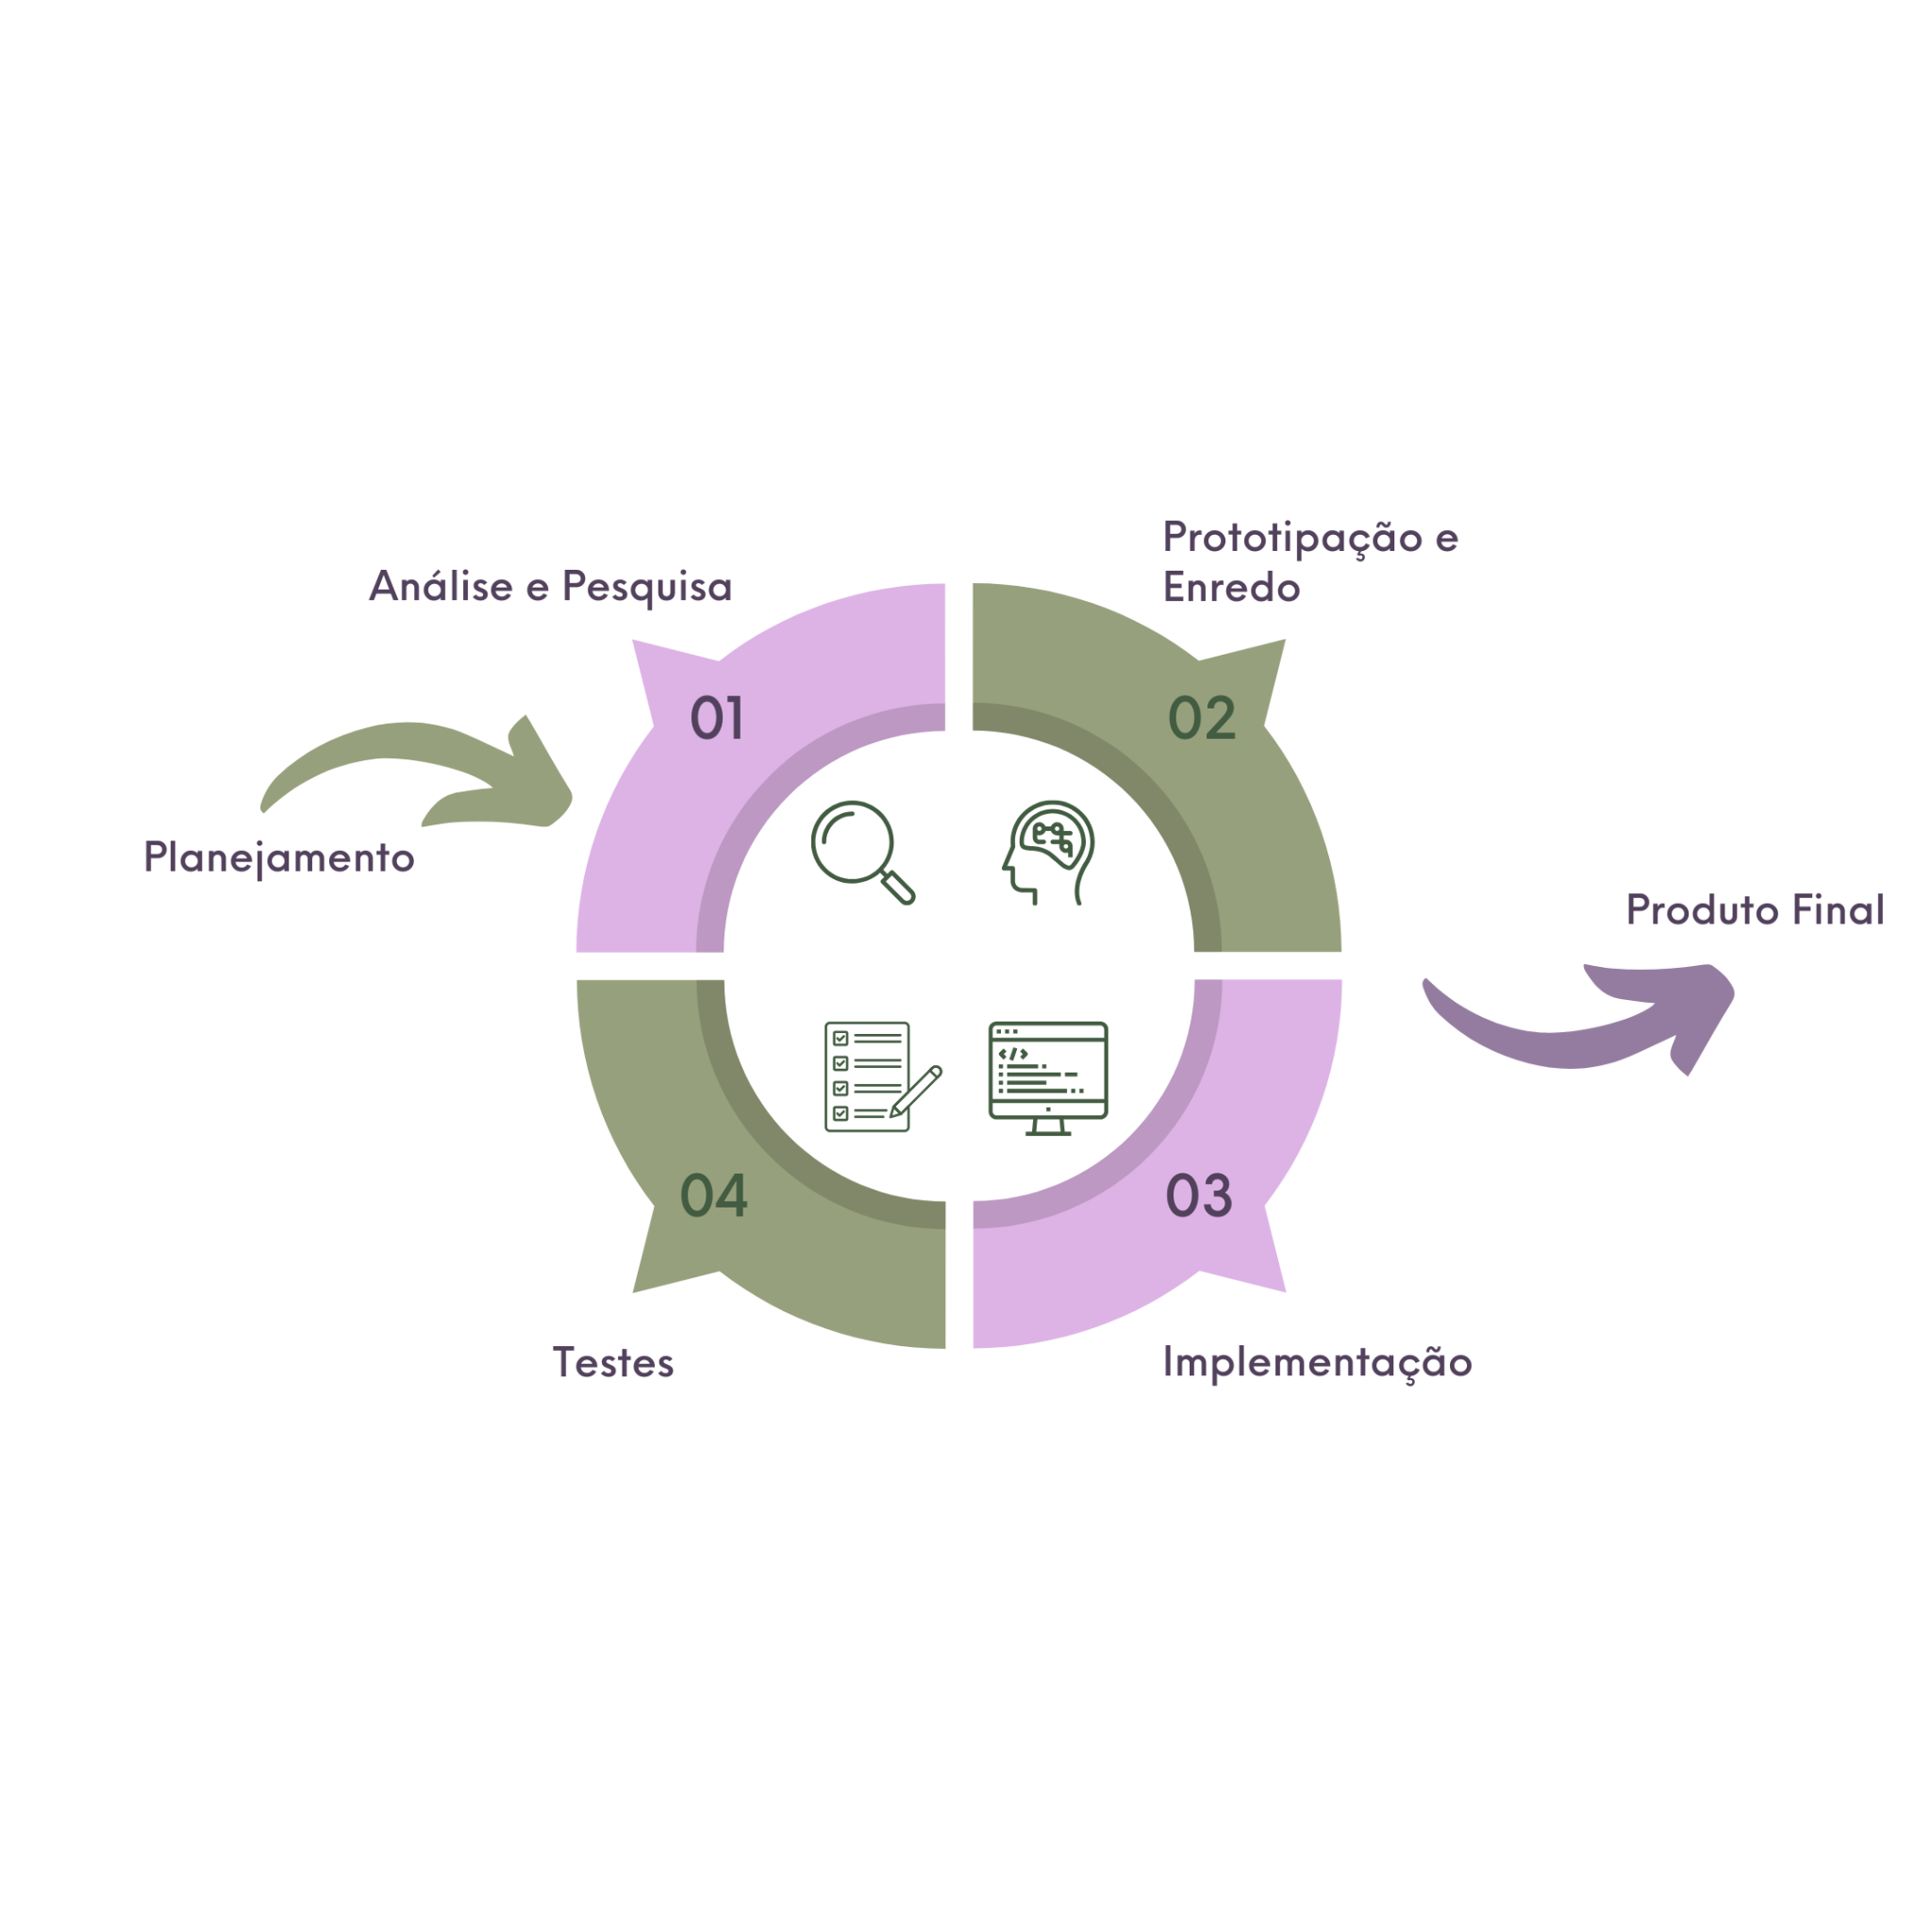 Prototipação e
Enredo
Análise e Pesquisa
01
02
Planejamento
Produto Final
</>
04
03
Testes
Implementação